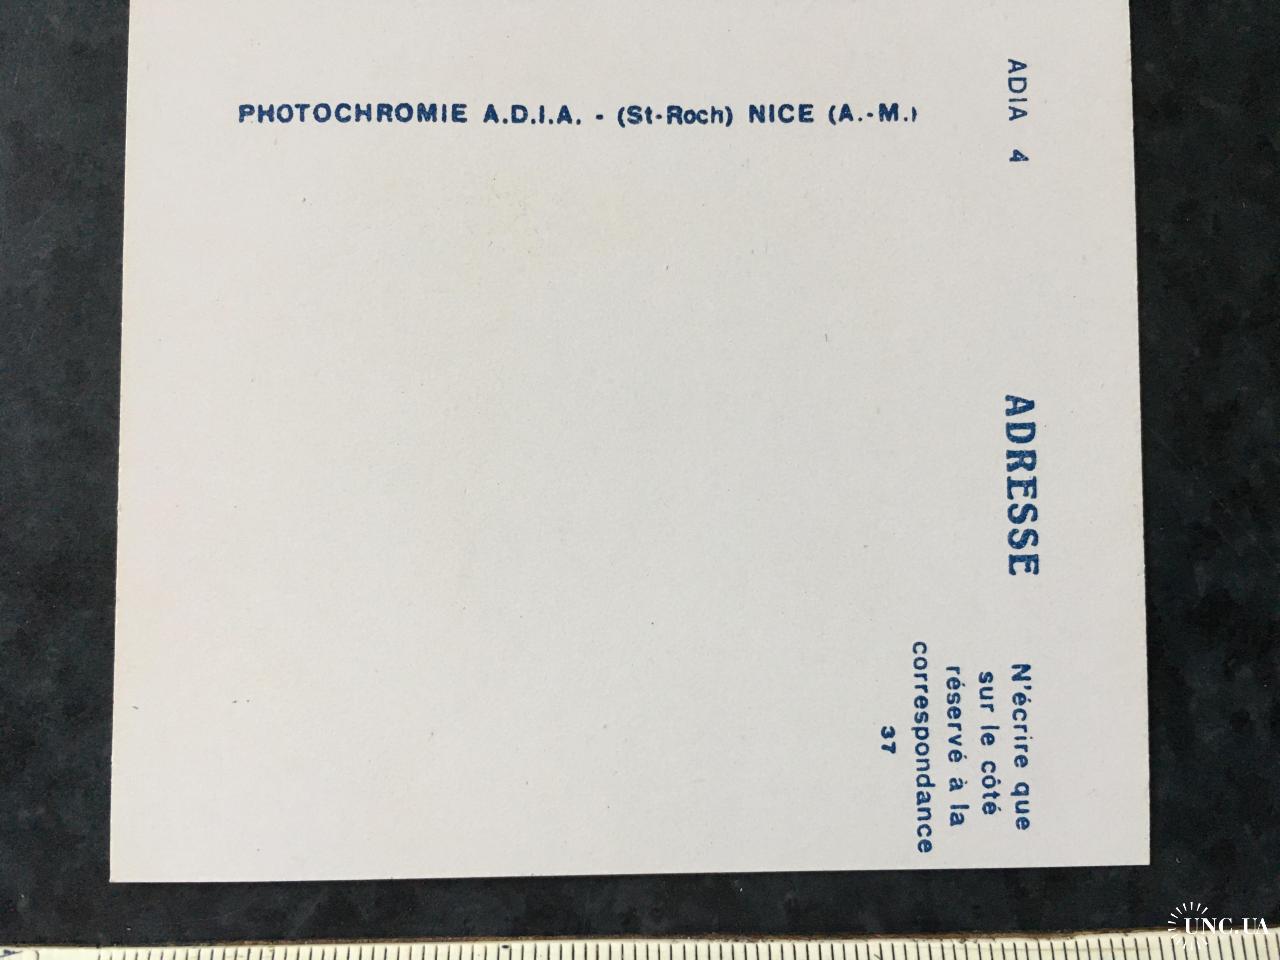 PHOTOCHROMIE A.D.I.A. - (St-Roch) NICE (A.-M.)
ADIA 4
ADRESSE
N'écrire que
sur le côté
réservé à la
correspondance
37
UNC.UA